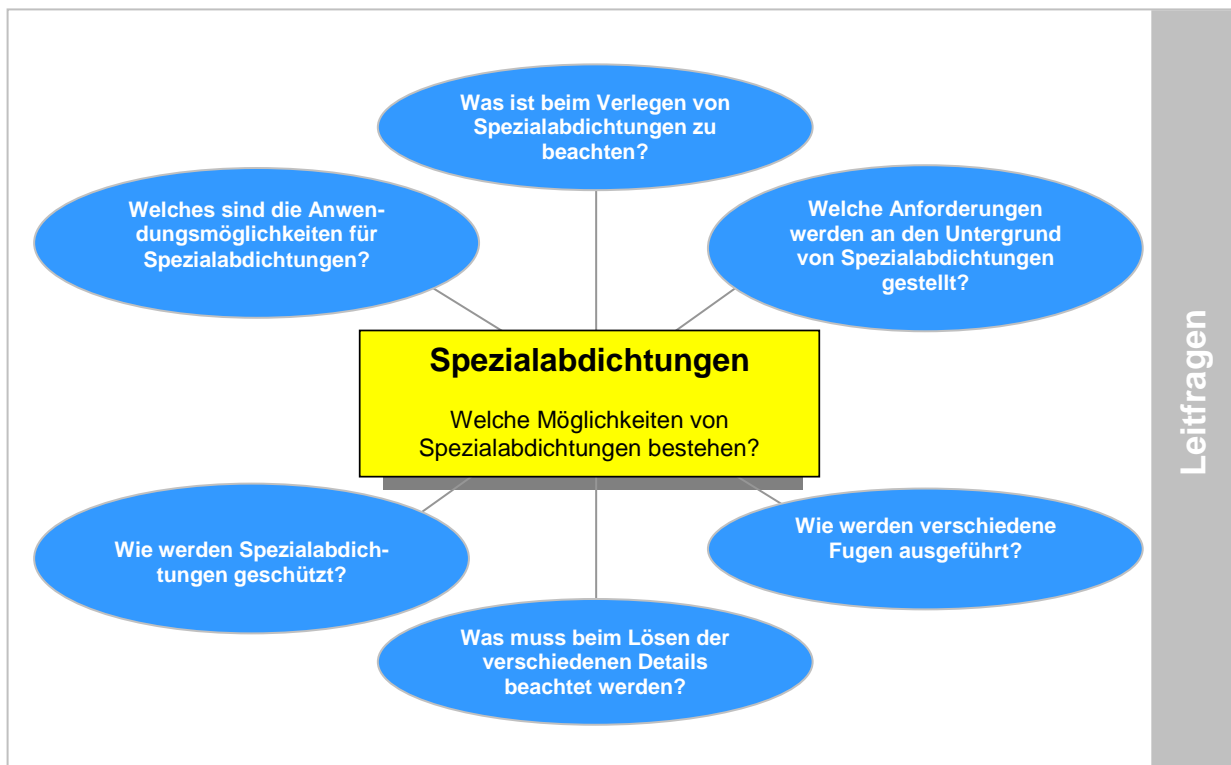 Was ist beim Verlegen von
Spezialabdichtungen zu
beachten?
Welches sind die Anwen-
dungsmöglichkeiten für
Spezialabdichtungen?
Welche Anforderungen
werden an den Untergrund
von Spezialabdichtungen
gestellt?
Spezialabdichtungen
Welche Möglichkeiten von
Spezialabdichtungen bestehen?
Wie werden Spezialabdich-
tungen geschützt?
Wie werden verschiedene
Fugen ausgeführt?
Was muss beim Lösen der
verschiedenen Details
beachtet werden?
Leitfragen